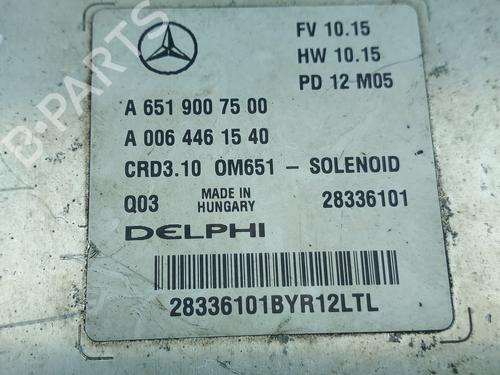 FV 10.15
HW 10.15
PD 12 M05
A 651 900 75 00
A 006 446 15 40
CRD3.10 OM651 – SOLENOID
Q03 MADE IN HUNGARY 28336101
DELPHI
28336101BYR12LTL
B-PARTS